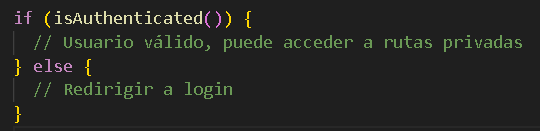 if (isAuthenticated()) {
  // Usuario válido, puede acceder a rutas privadas
} else {
  // Redirigir a login
}